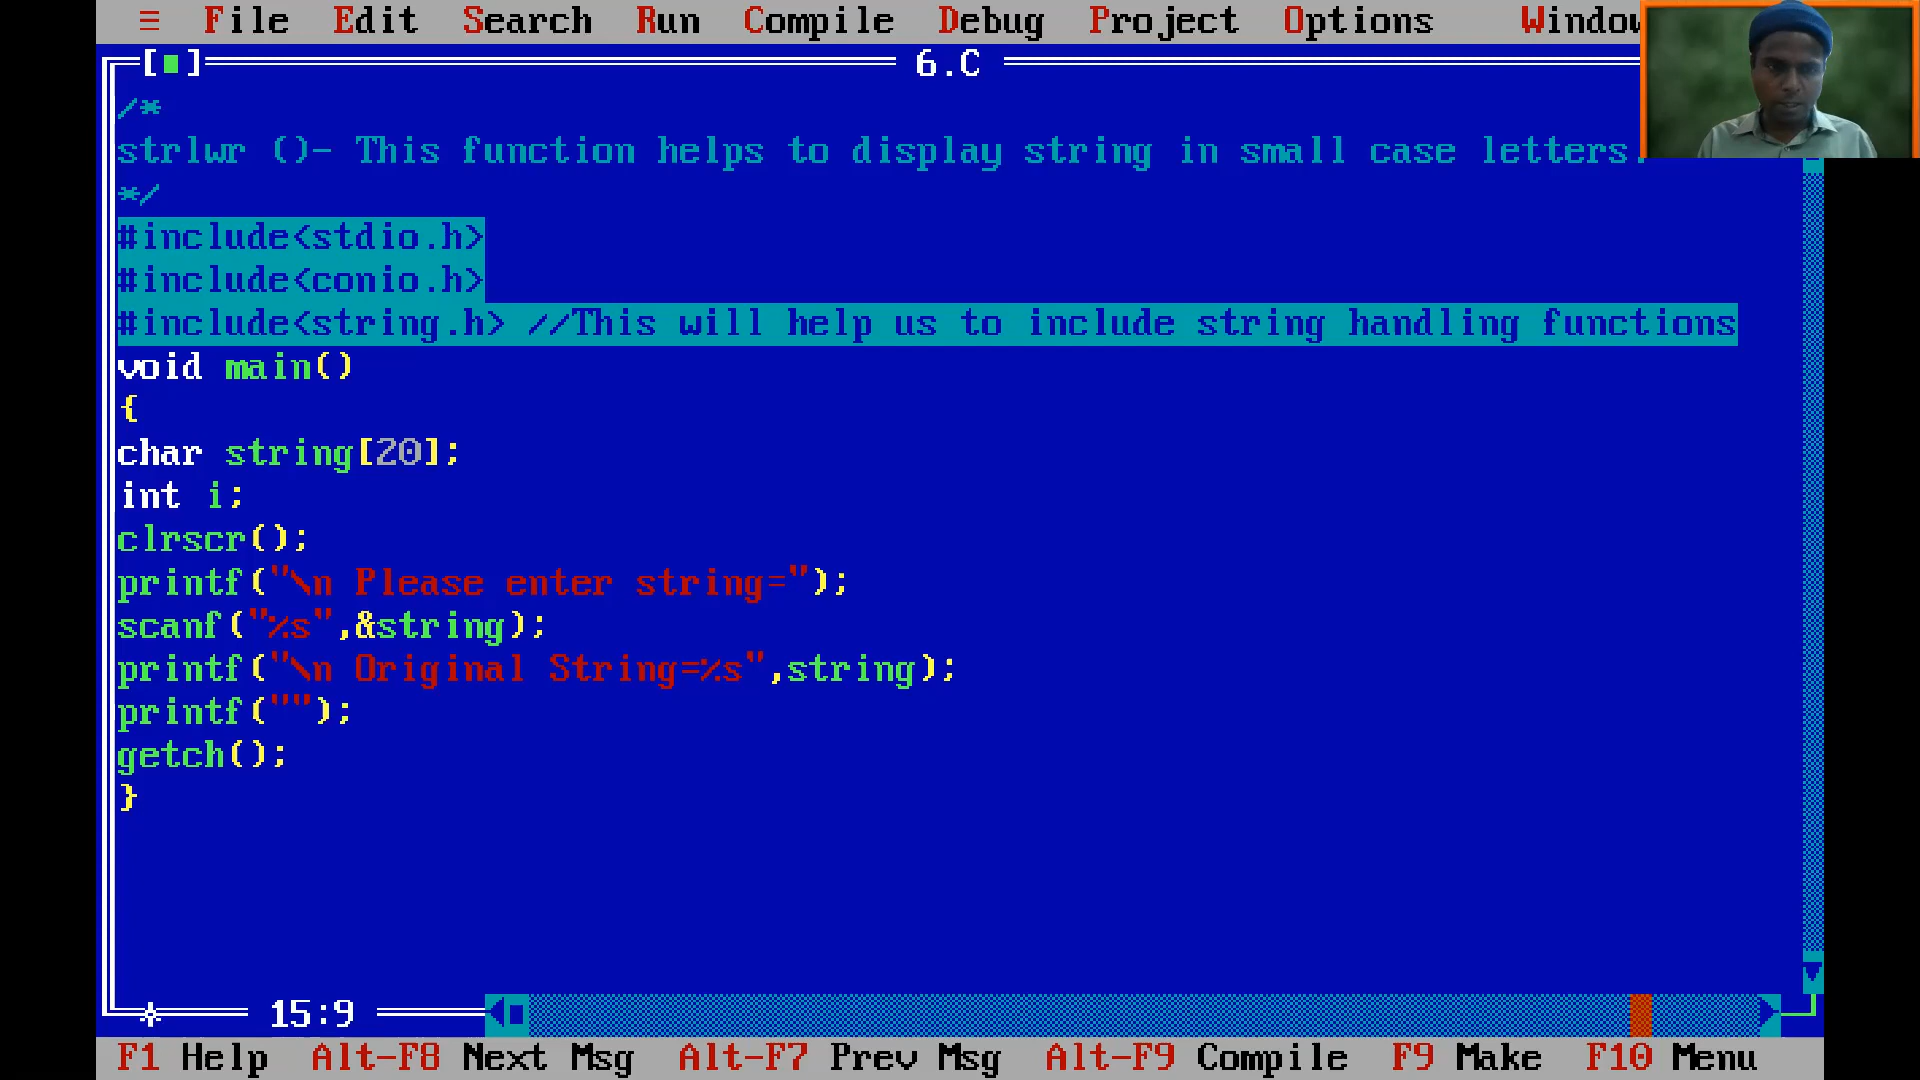 ≡ File Edit Search Run Compile Debug Project Options Window
[■] 6.C
/*
strlwr ()- This function helps to display string in small case letters.
*/
#include<stdio.h>
#include<conio.h>
#include<string.h> //This will help us to include string handling functions
void main()
{
char string[20];
int i;
clrscr();
printf("\n Please enter string=");
scanf("%s",&string);
printf("\n Original String=%s",string);
printf("");
getch();
}
15:9
F1 Help Alt-F8 Next Msg Alt-F7 Prev Msg Alt-F9 Compile F9 Make F10 Menu